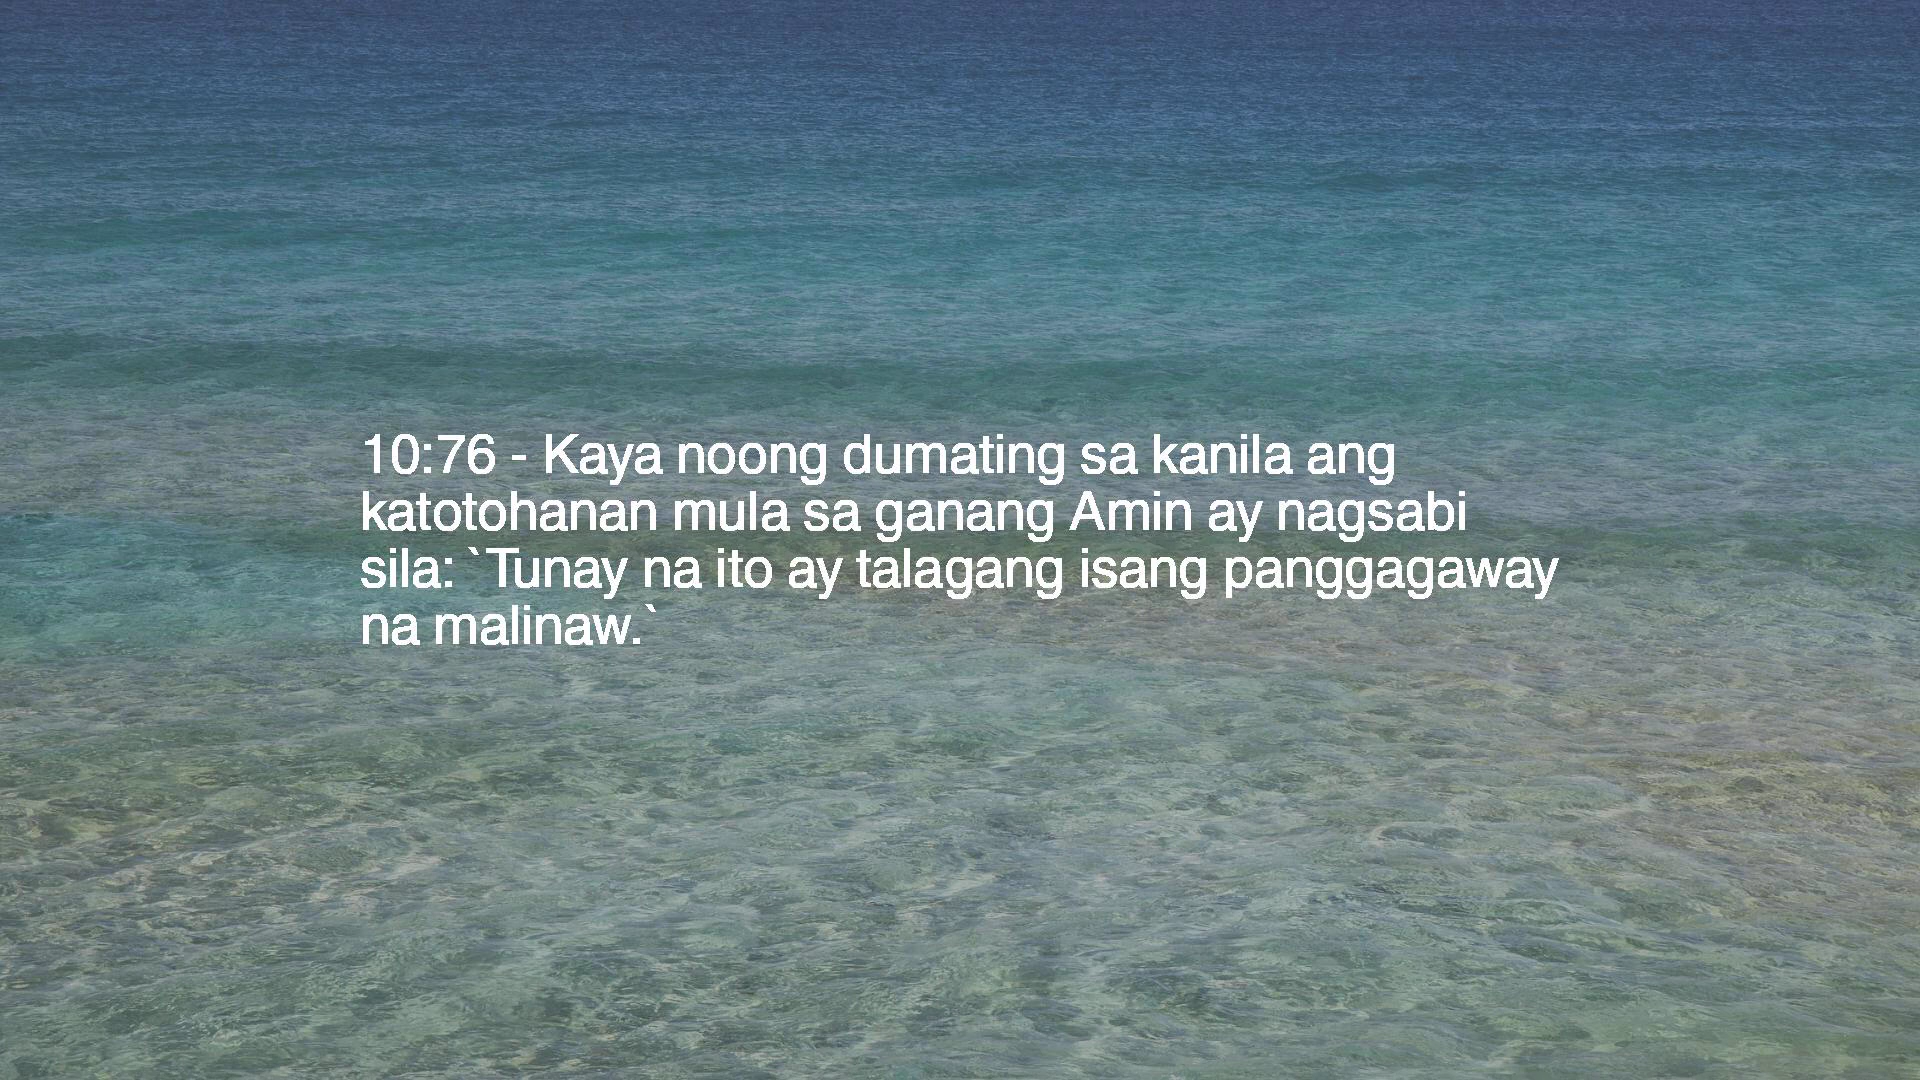 10:76 - Kaya noong dumating sa kanila ang
katotohanan mula sa ganang Amin ay nagsabi
sila: `Tunay na ito ay talagang isang panggagaway
na malinaw.`